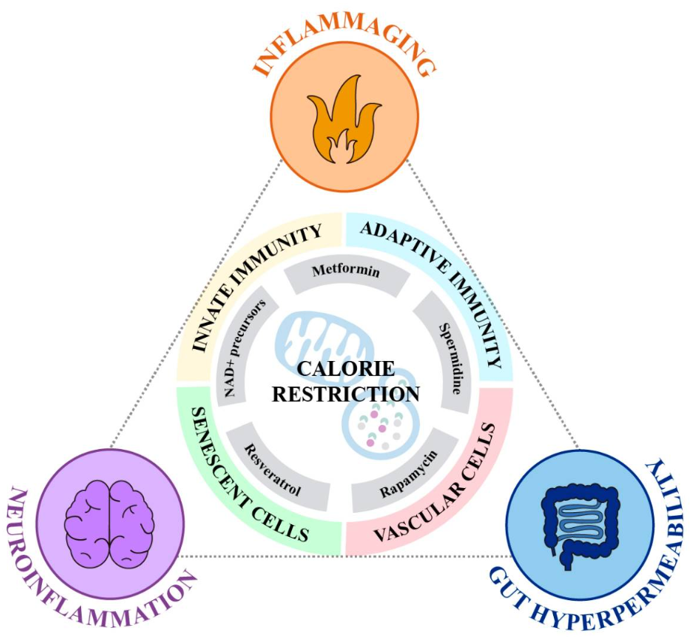 INFLAMMAGING
INNATE IMMUNITY
ADAPTIVE IMMUNITY
Metformin
NAD+ precursors
Spermidine
CALORIE
RESTRICTION
Resveratrol
Rapamycin
SENESCENT CELLS
VASCULAR CELLS
NEUROINFLAMMATION
GUT HYPERPERMEABILITY